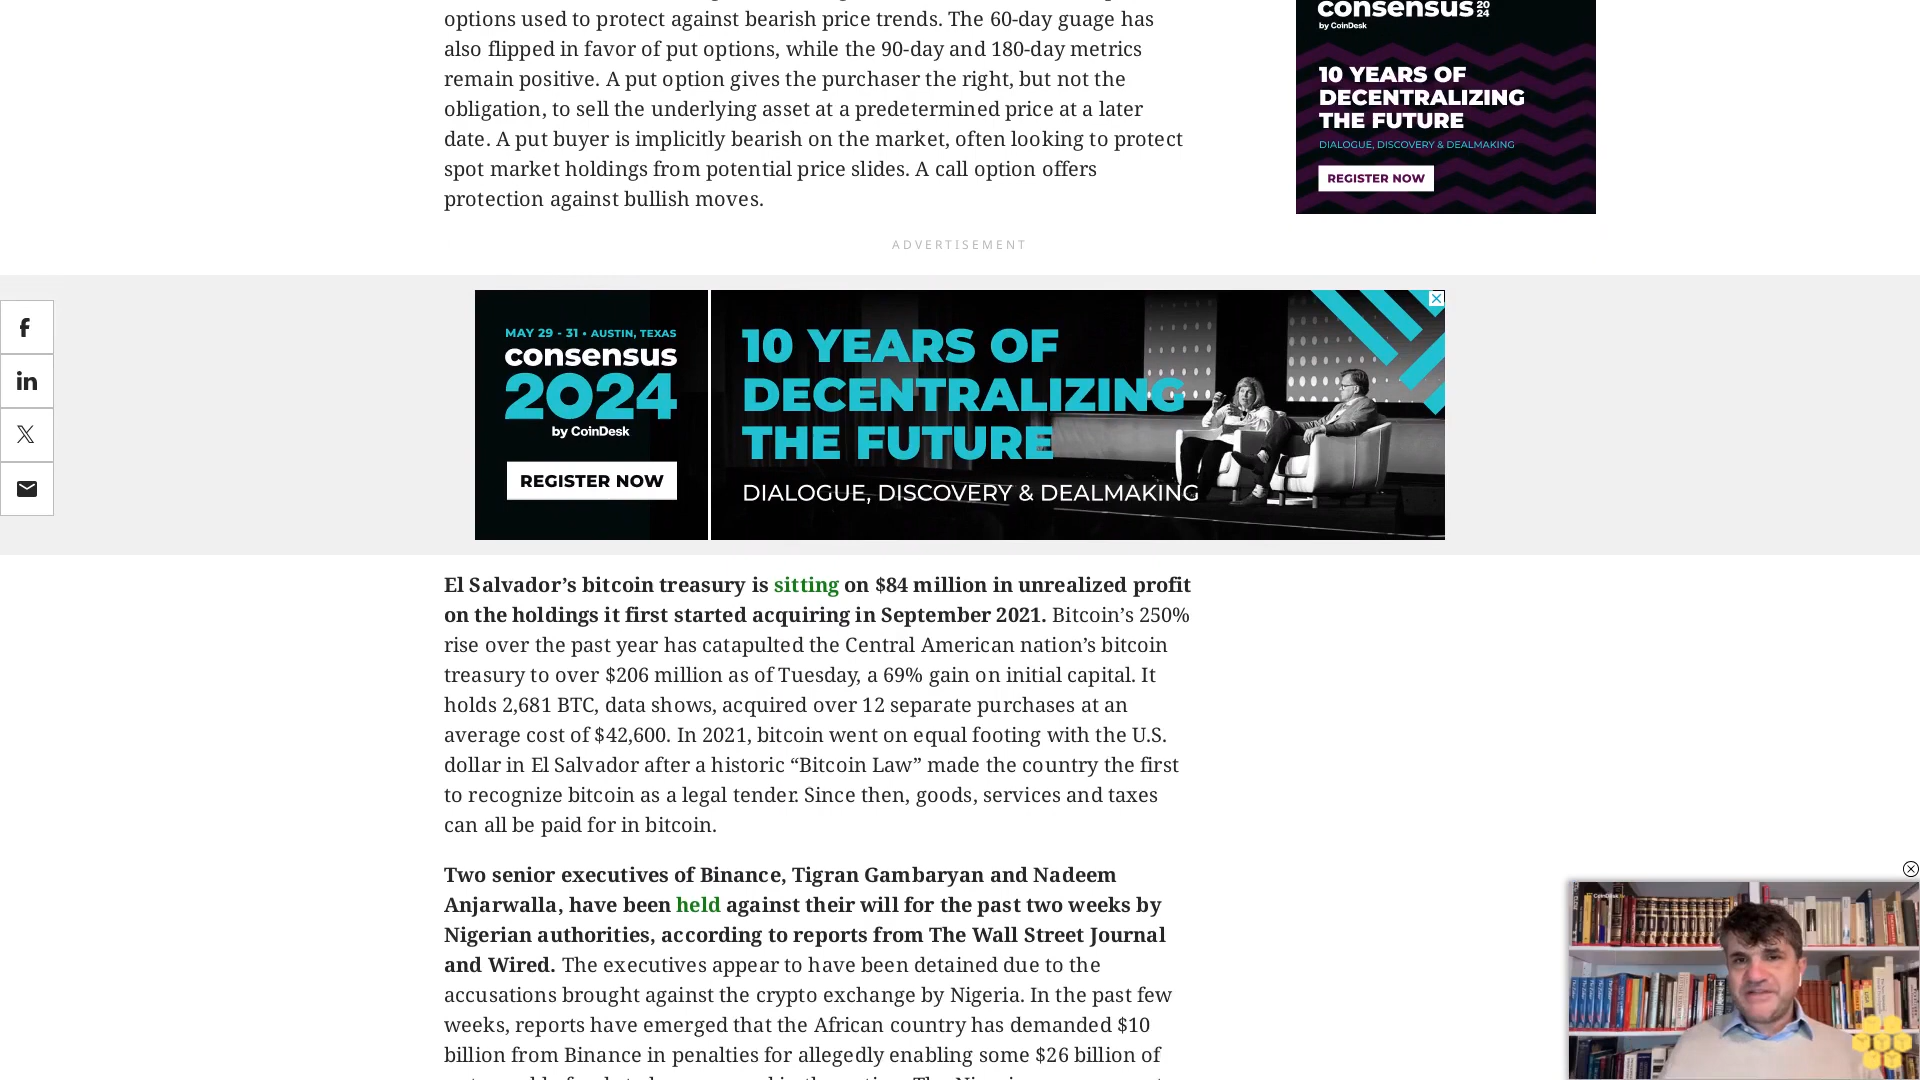 options used to protect against bearish price trends. The 60-day guage has
also flipped in favor of put options, while the 90-day and 180-day metrics
remain positive. A put option gives the purchaser the right, but not the
obligation, to sell the underlying asset at a predetermined price at a later
date. A put buyer is implicitly bearish on the market, often looking to protect
spot market holdings from potential price slides. A call option offers
protection against bullish moves.
consensus 20 24
by CoinDesk
10 YEARS OF
DECENTRALIZING
THE FUTURE
DIALOGUE, DISCOVERY & DEALMAKING
REGISTER NOW
ADVERTISEMENT
MAY 29 - 31 • AUSTIN, TEXAS
consensus
2024
by CoinDesk
REGISTER NOW
10 YEARS OF
DECENTRALIZING
THE FUTURE
DIALOGUE, DISCOVERY & DEALMAKING
El Salvador’s bitcoin treasury is sitting on $84 million in unrealized profit
on the holdings it first started acquiring in September 2021. Bitcoin’s 250%
rise over the past year has catapulted the Central American nation’s bitcoin
treasury to over $206 million as of Tuesday, a 69% gain on initial capital. It
holds 2,681 BTC, data shows, acquired over 12 separate purchases at an
average cost of $42,600. In 2021, bitcoin went on equal footing with the U.S.
dollar in El Salvador after a historic “Bitcoin Law” made the country the first
to recognize bitcoin as a legal tender. Since then, goods, services and taxes
can all be paid for in bitcoin.
Two senior executives of Binance, Tigran Gambaryan and Nadeem
Anjarwalla, have been held against their will for the past two weeks by
Nigerian authorities, according to reports from The Wall Street Journal
and Wired. The executives appear to have been detained due to the
accusations brought against the crypto exchange by Nigeria. In the past few
weeks, reports have emerged that the African country has demanded $10
billion from Binance in penalties for allegedly enabling some $26 billion of